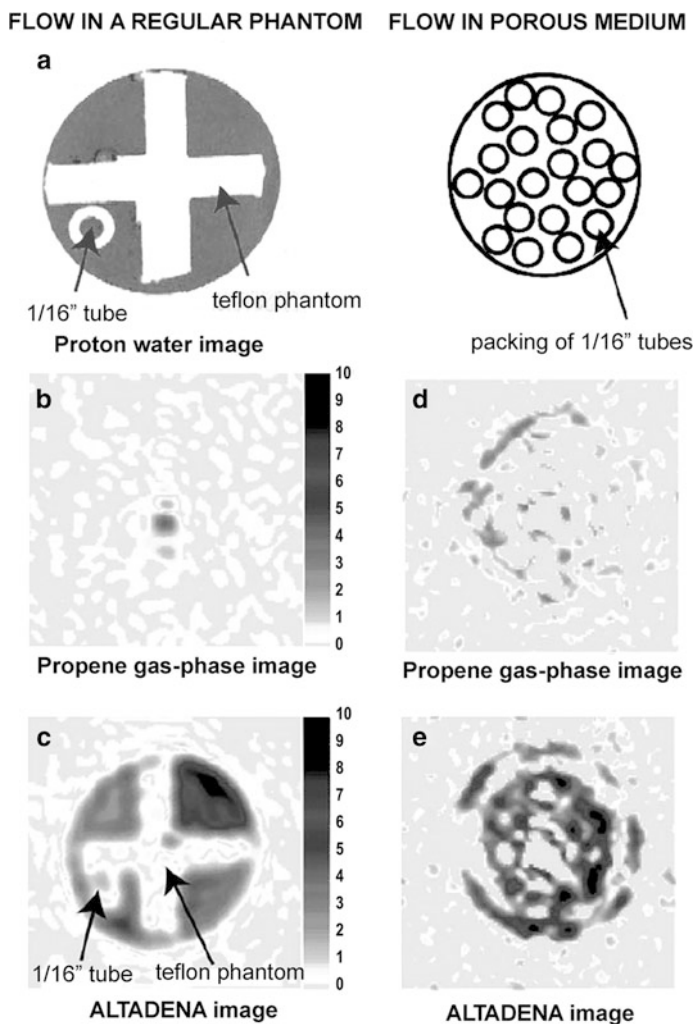 FLOW IN A REGULAR PHANTOM
FLOW IN POROUS MEDIUM
a
1/16” tube
teflon phantom
Proton water image
packing of 1/16” tubes
b
10
9
8
7
6
5
4
3
2
1
0
Propene gas-phase image
d
Propene gas-phase image
c
10
9
8
7
6
5
4
3
2
1
0
1/16” tube
teflon phantom
ALTADENA image
e
ALTADENA image